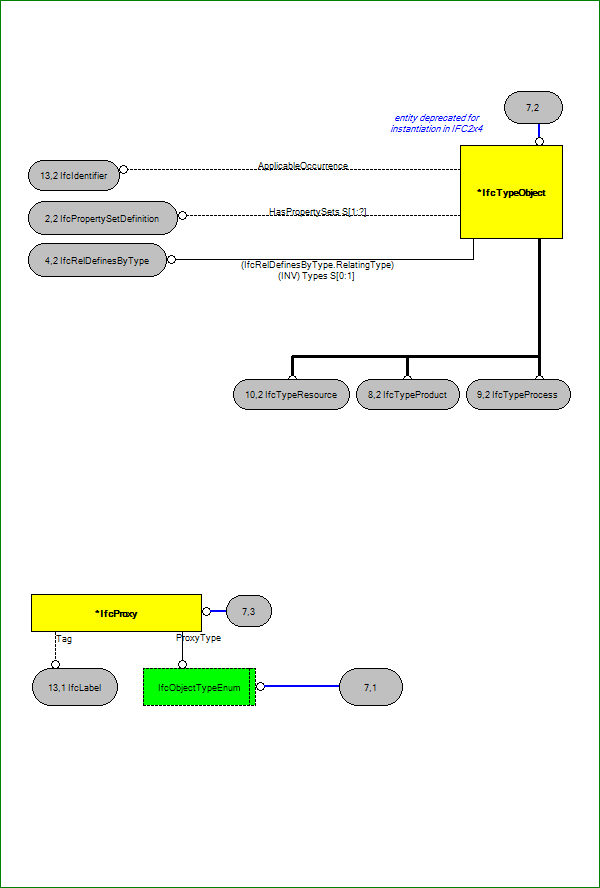 7,2
entity deprecated for
instantiation in IFC2x4
ApplicableOccurrence
13,2 IfcIdentifier
*IfcTypeObject
HasPropertySets S[1:?]
2,2 IfcPropertySetDefinition
4,2 IfcRelDefinesByType
(IfcRelDefinesByType.RelatingType)
(INV) Types S[0:1]
10,2 IfcTypeResource
8,2 IfcTypeProduct
9,2 IfcTypeProcess
*IfcProxy
7,3
Tag
ProxyType
13,1 IfcLabel
IfcObjectTypeEnum
7,1